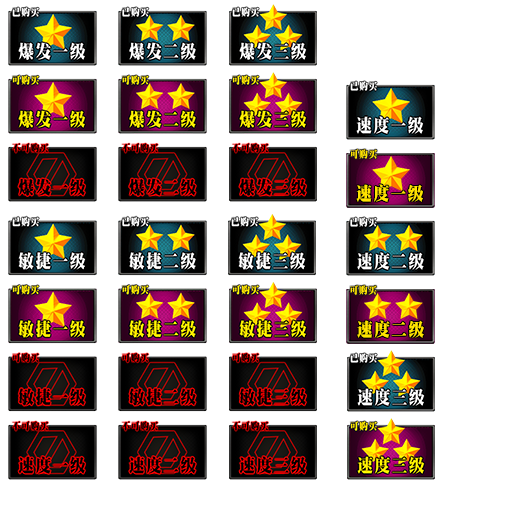 已购买
爆发一级
已购买
爆发二级
已购买
爆发三级
可购买
爆发一级
可购买
爆发二级
可购买
爆发三级
不可购买
爆发一级
不可购买
爆发二级
不可购买
爆发三级
已购买
敏捷一级
已购买
敏捷二级
已购买
敏捷三级
可购买
敏捷一级
可购买
敏捷二级
可购买
敏捷三级
可购买
敏捷一级
可购买
敏捷二级
可购买
敏捷三级
不可购买
速度一级
不可购买
速度二级
不可购买
速度三级
已购买
速度一级
可购买
速度一级
已购买
速度二级
可购买
速度二级
已购买
速度三级
可购买
速度三级